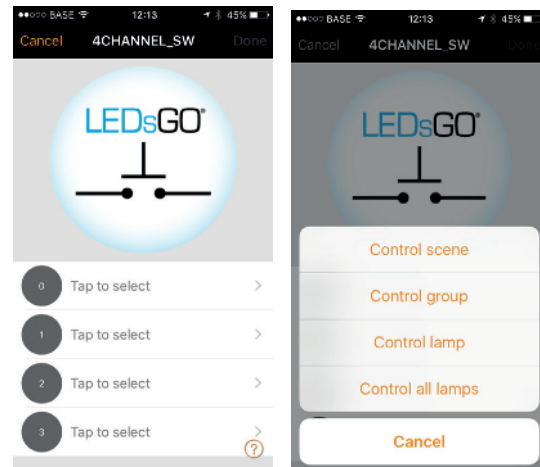 BASE 12:13 45%
Cancel 4CHANNEL_SW Done
LEDsGO®
0 Tap to select
1 Tap to select
2 Tap to select
3 Tap to select
?
BASE 12:13 45%
Cancel 4CHANNEL_SW Done
LEDsGO®
Control scene
Control group
Control lamp
Control all lamps
Cancel